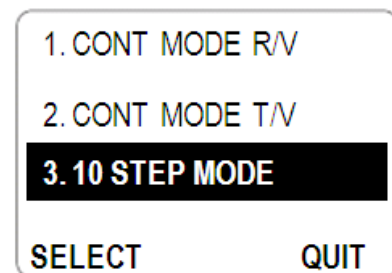 1. CONT MODE R/V
2. CONT MODE T/V
3. 10 STEP MODE
SELECT QUIT